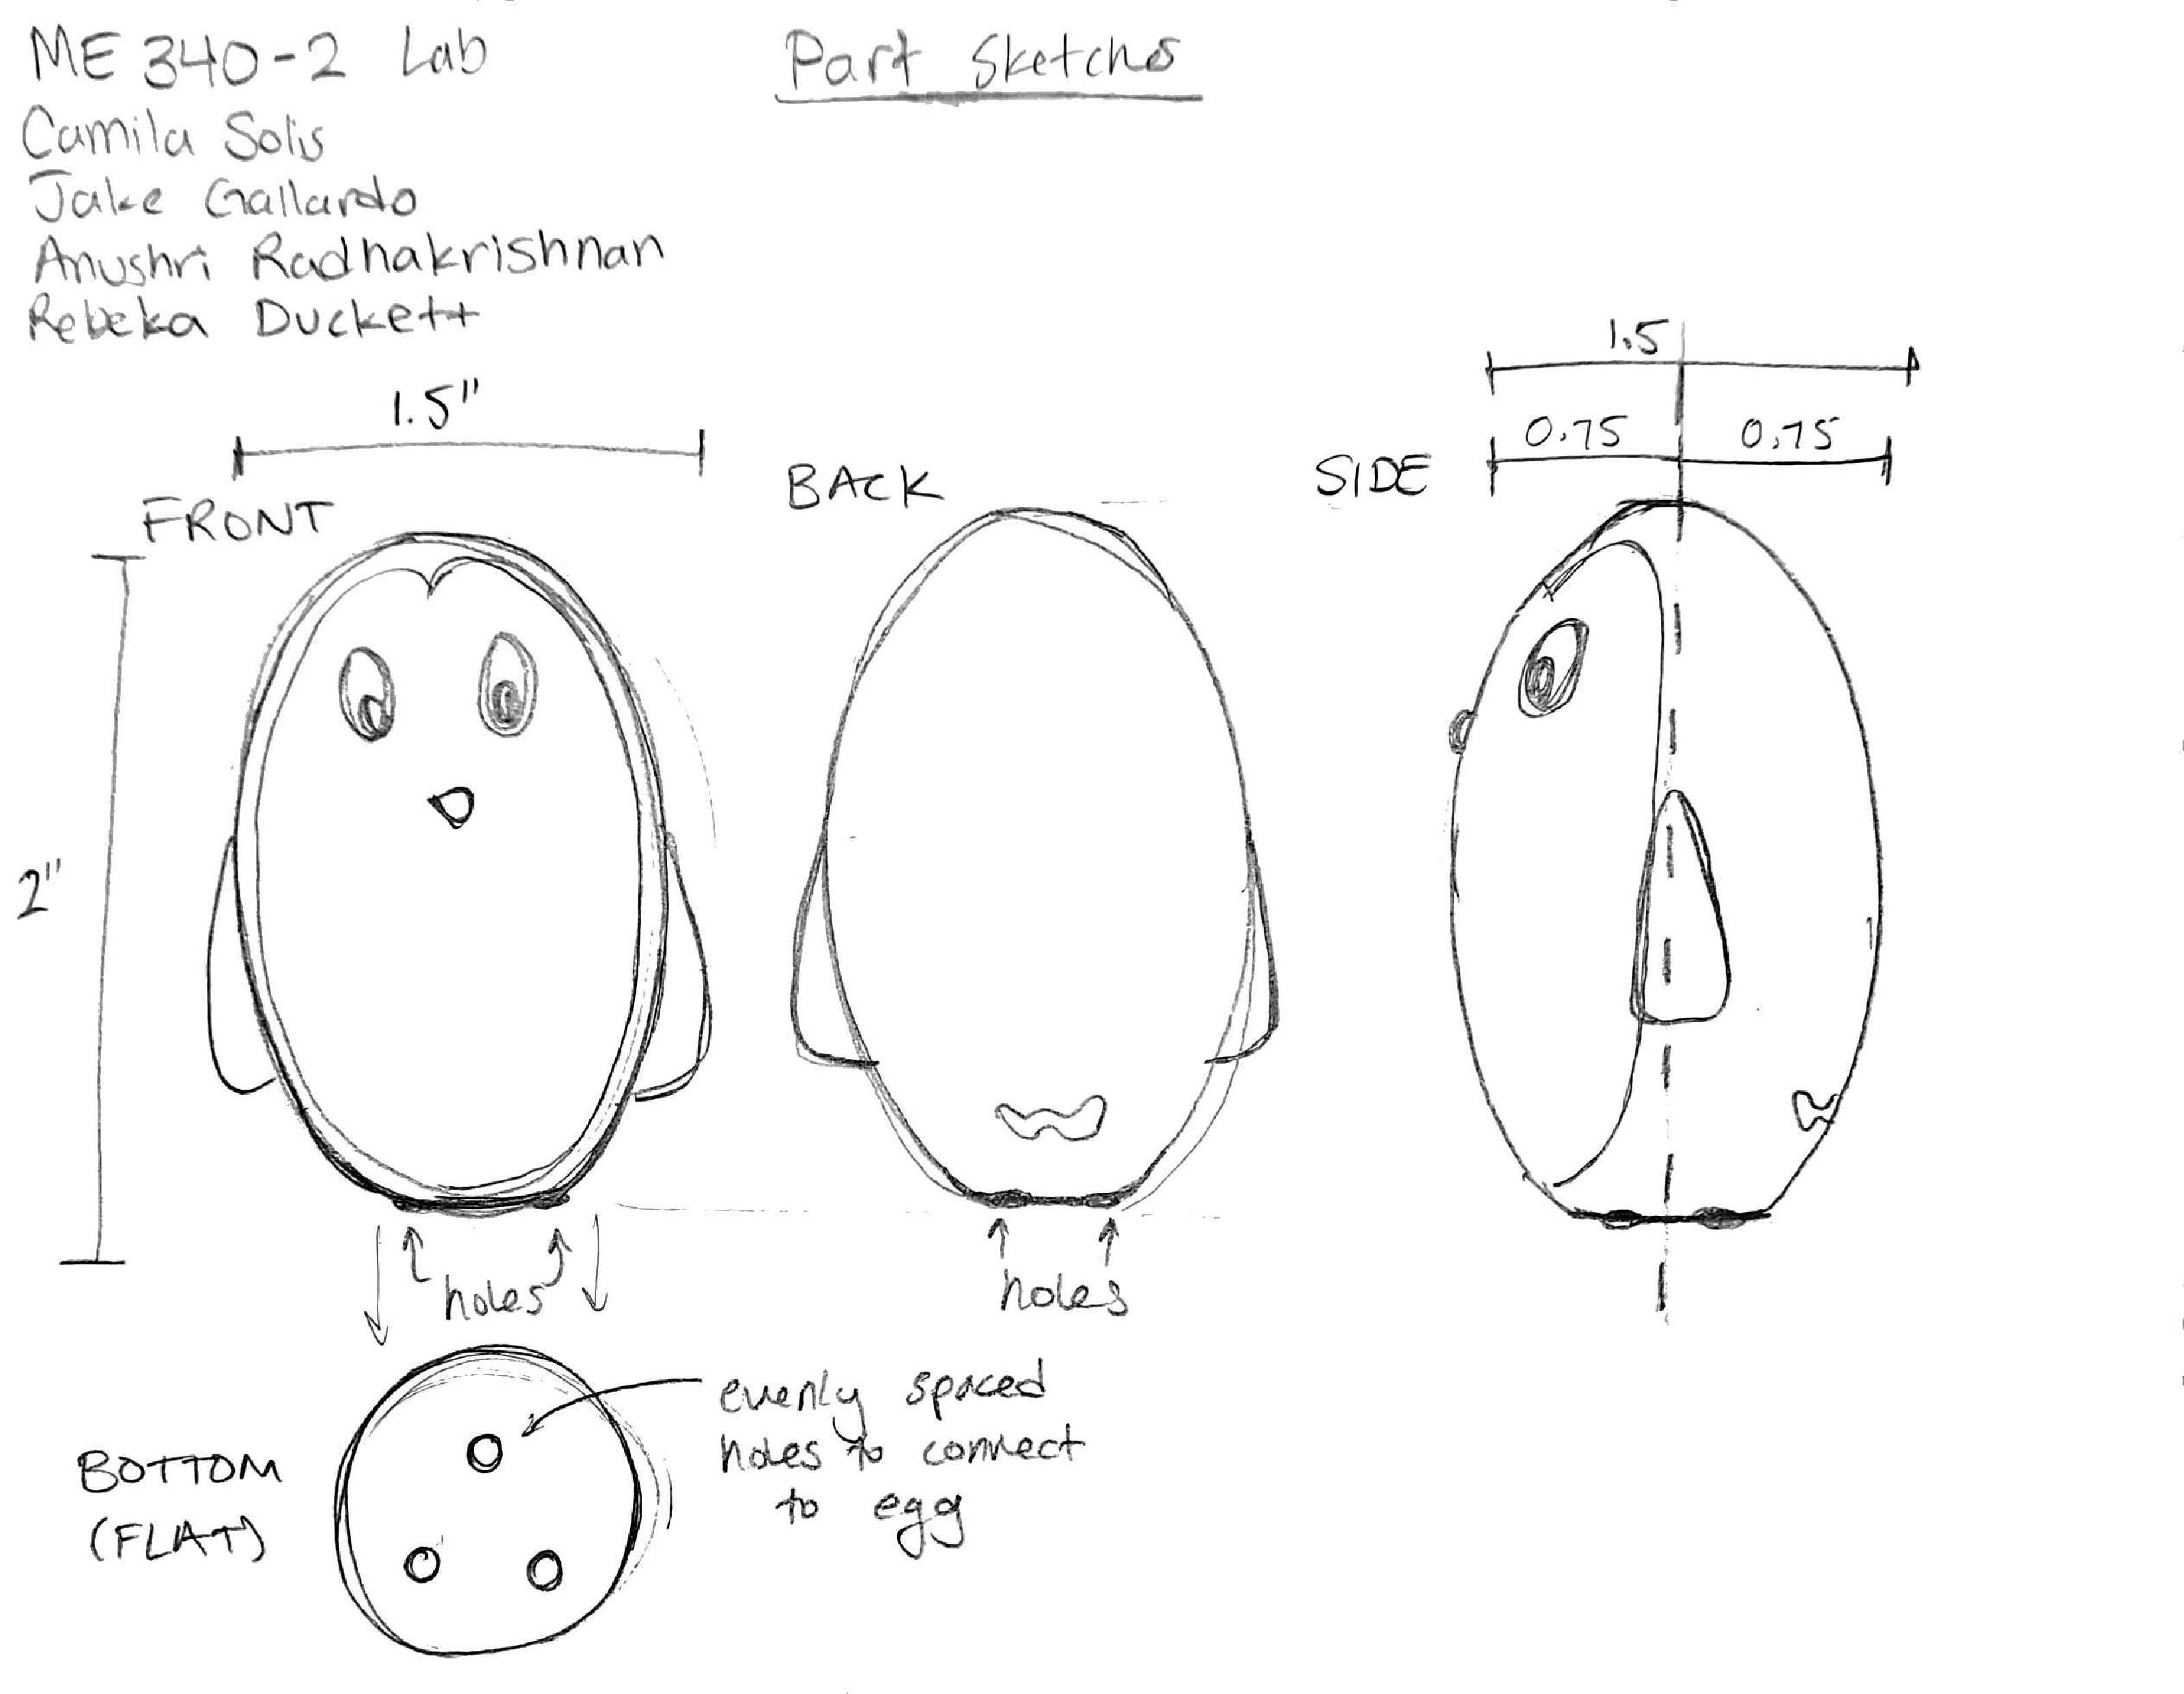 ME 340-2 Lab
Part Sketches
Camila Solis
Jake Gallardo
Anushri Radhakrishnan
Rebeka Duckett
1.5"
FRONT
2"
BACK
SIDE
1.5
0.75
0.75
holes
holes
BOTTOM
(FLAT)
evenly spaced
holes to connect
to egg